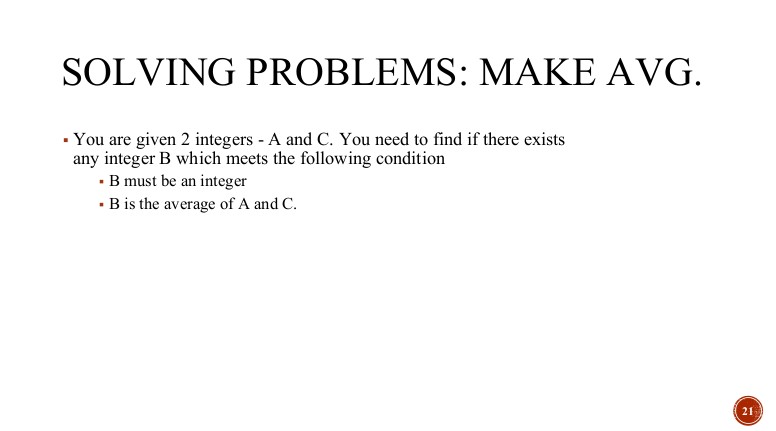 SOLVING PROBLEMS: MAKE AVG.
▪ You are given 2 integers - A and C. You need to find if there exists
any integer B which meets the following condition
▪ B must be an integer
▪ B is the average of A and C.
21